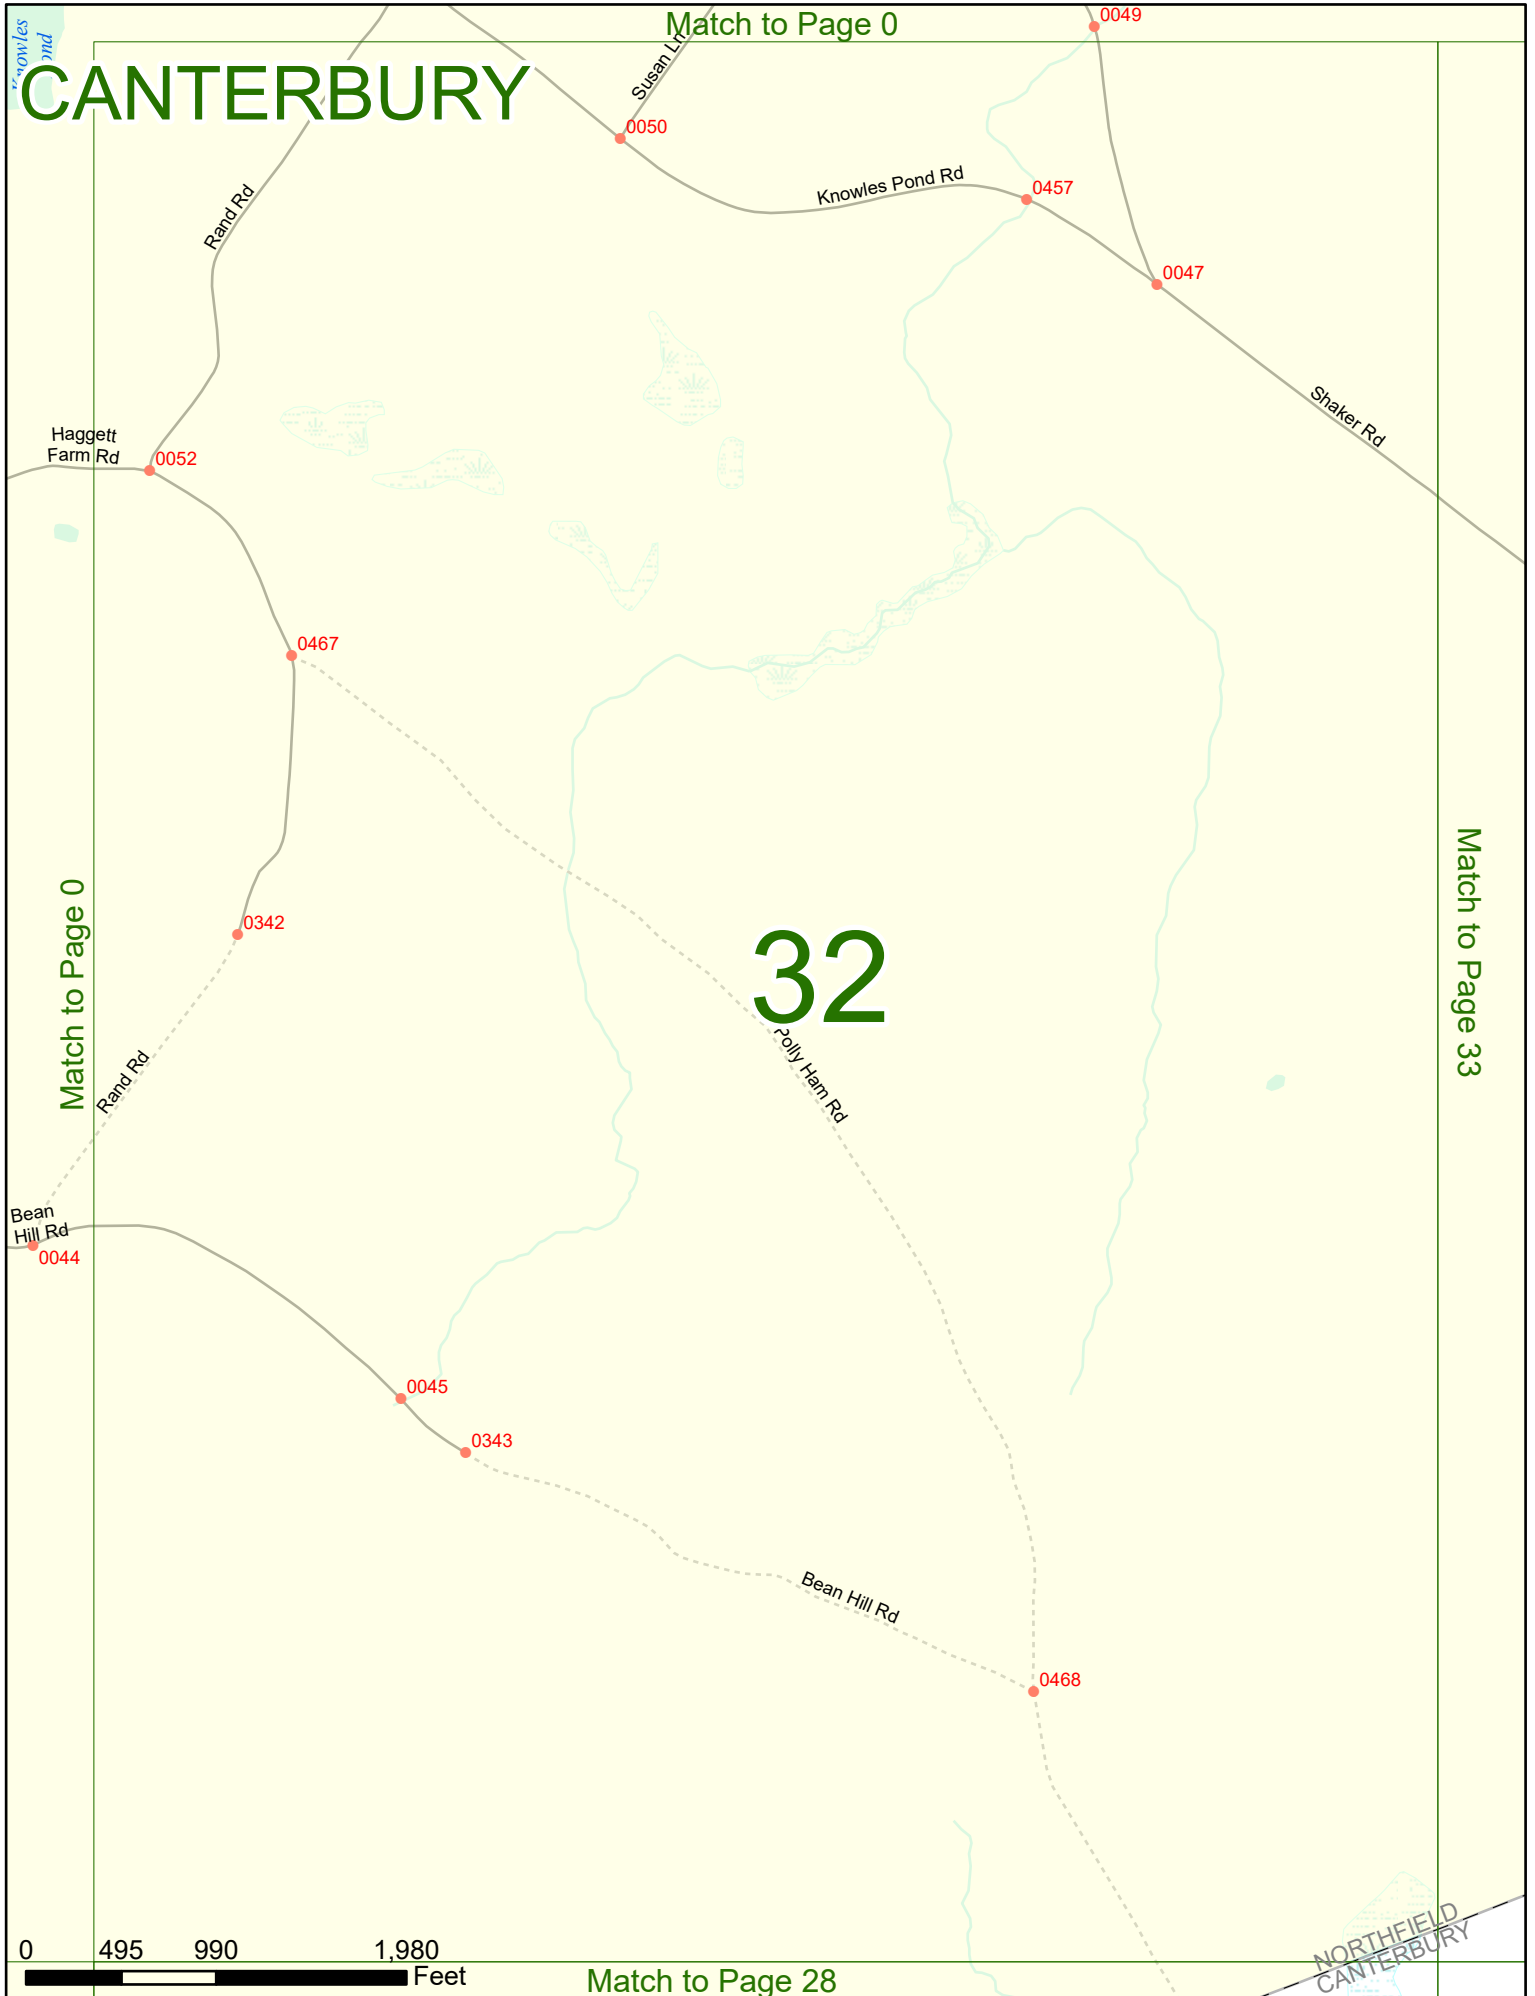 Match to Page 0
0049
Knowles
Pond
CANTERBURY
Susan Ln
0050
Knowles Pond Rd
0457
Rand Rd
0047
Shaker Rd
Haggett
Farm Rd
0052
0467
Match to Page 33
Match to Page 0
0342
32
Polly Ham Rd
Rand Rd
Bean
Hill Rd
0044
0045
0343
Bean Hill Rd
0468
NORTHFIELD
CANTERBURY
0 495 990 1,980
Feet
Match to Page 28